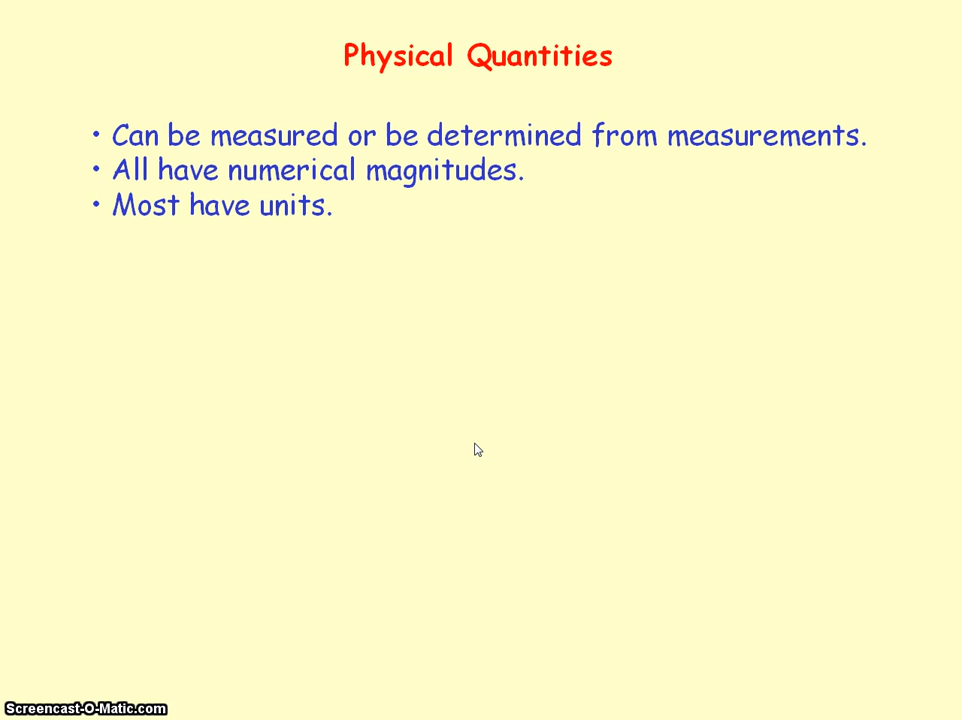 Physical Quantities
• Can be measured or be determined from measurements.
• All have numerical magnitudes.
• Most have units.
Screencast-O-Matic.com